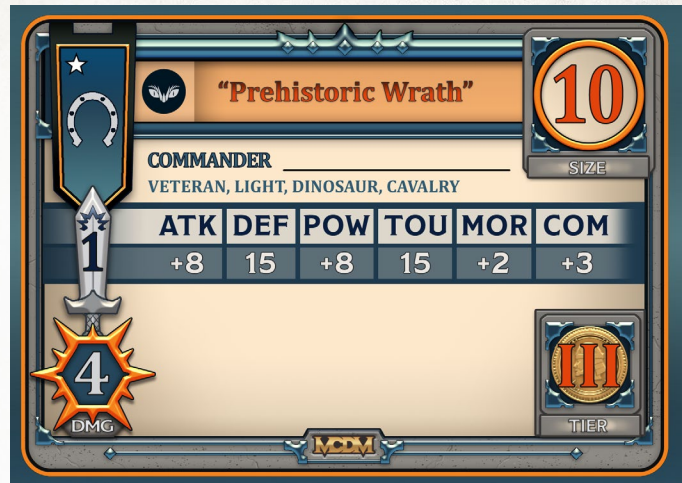 “Prehistoric Wrath”
10
SIZE
COMMANDER
VETERAN, LIGHT, DINOSAUR, CAVALRY
ATK DEF POW TOU MOR COM
1
+8 15 +8 15 +2 +3
4
DMG
III
TIER
MCDM